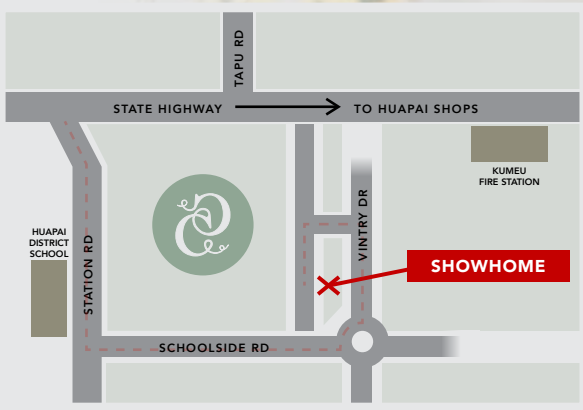 TAPU RD
STATE HIGHWAY
TO HUAPAI SHOPS
KUMEU
FIRE STATION
HUAPAI
DISTRICT
SCHOOL
STATION RD
VINTRY DR
SHOWHOME
SCHOOLSIDE RD